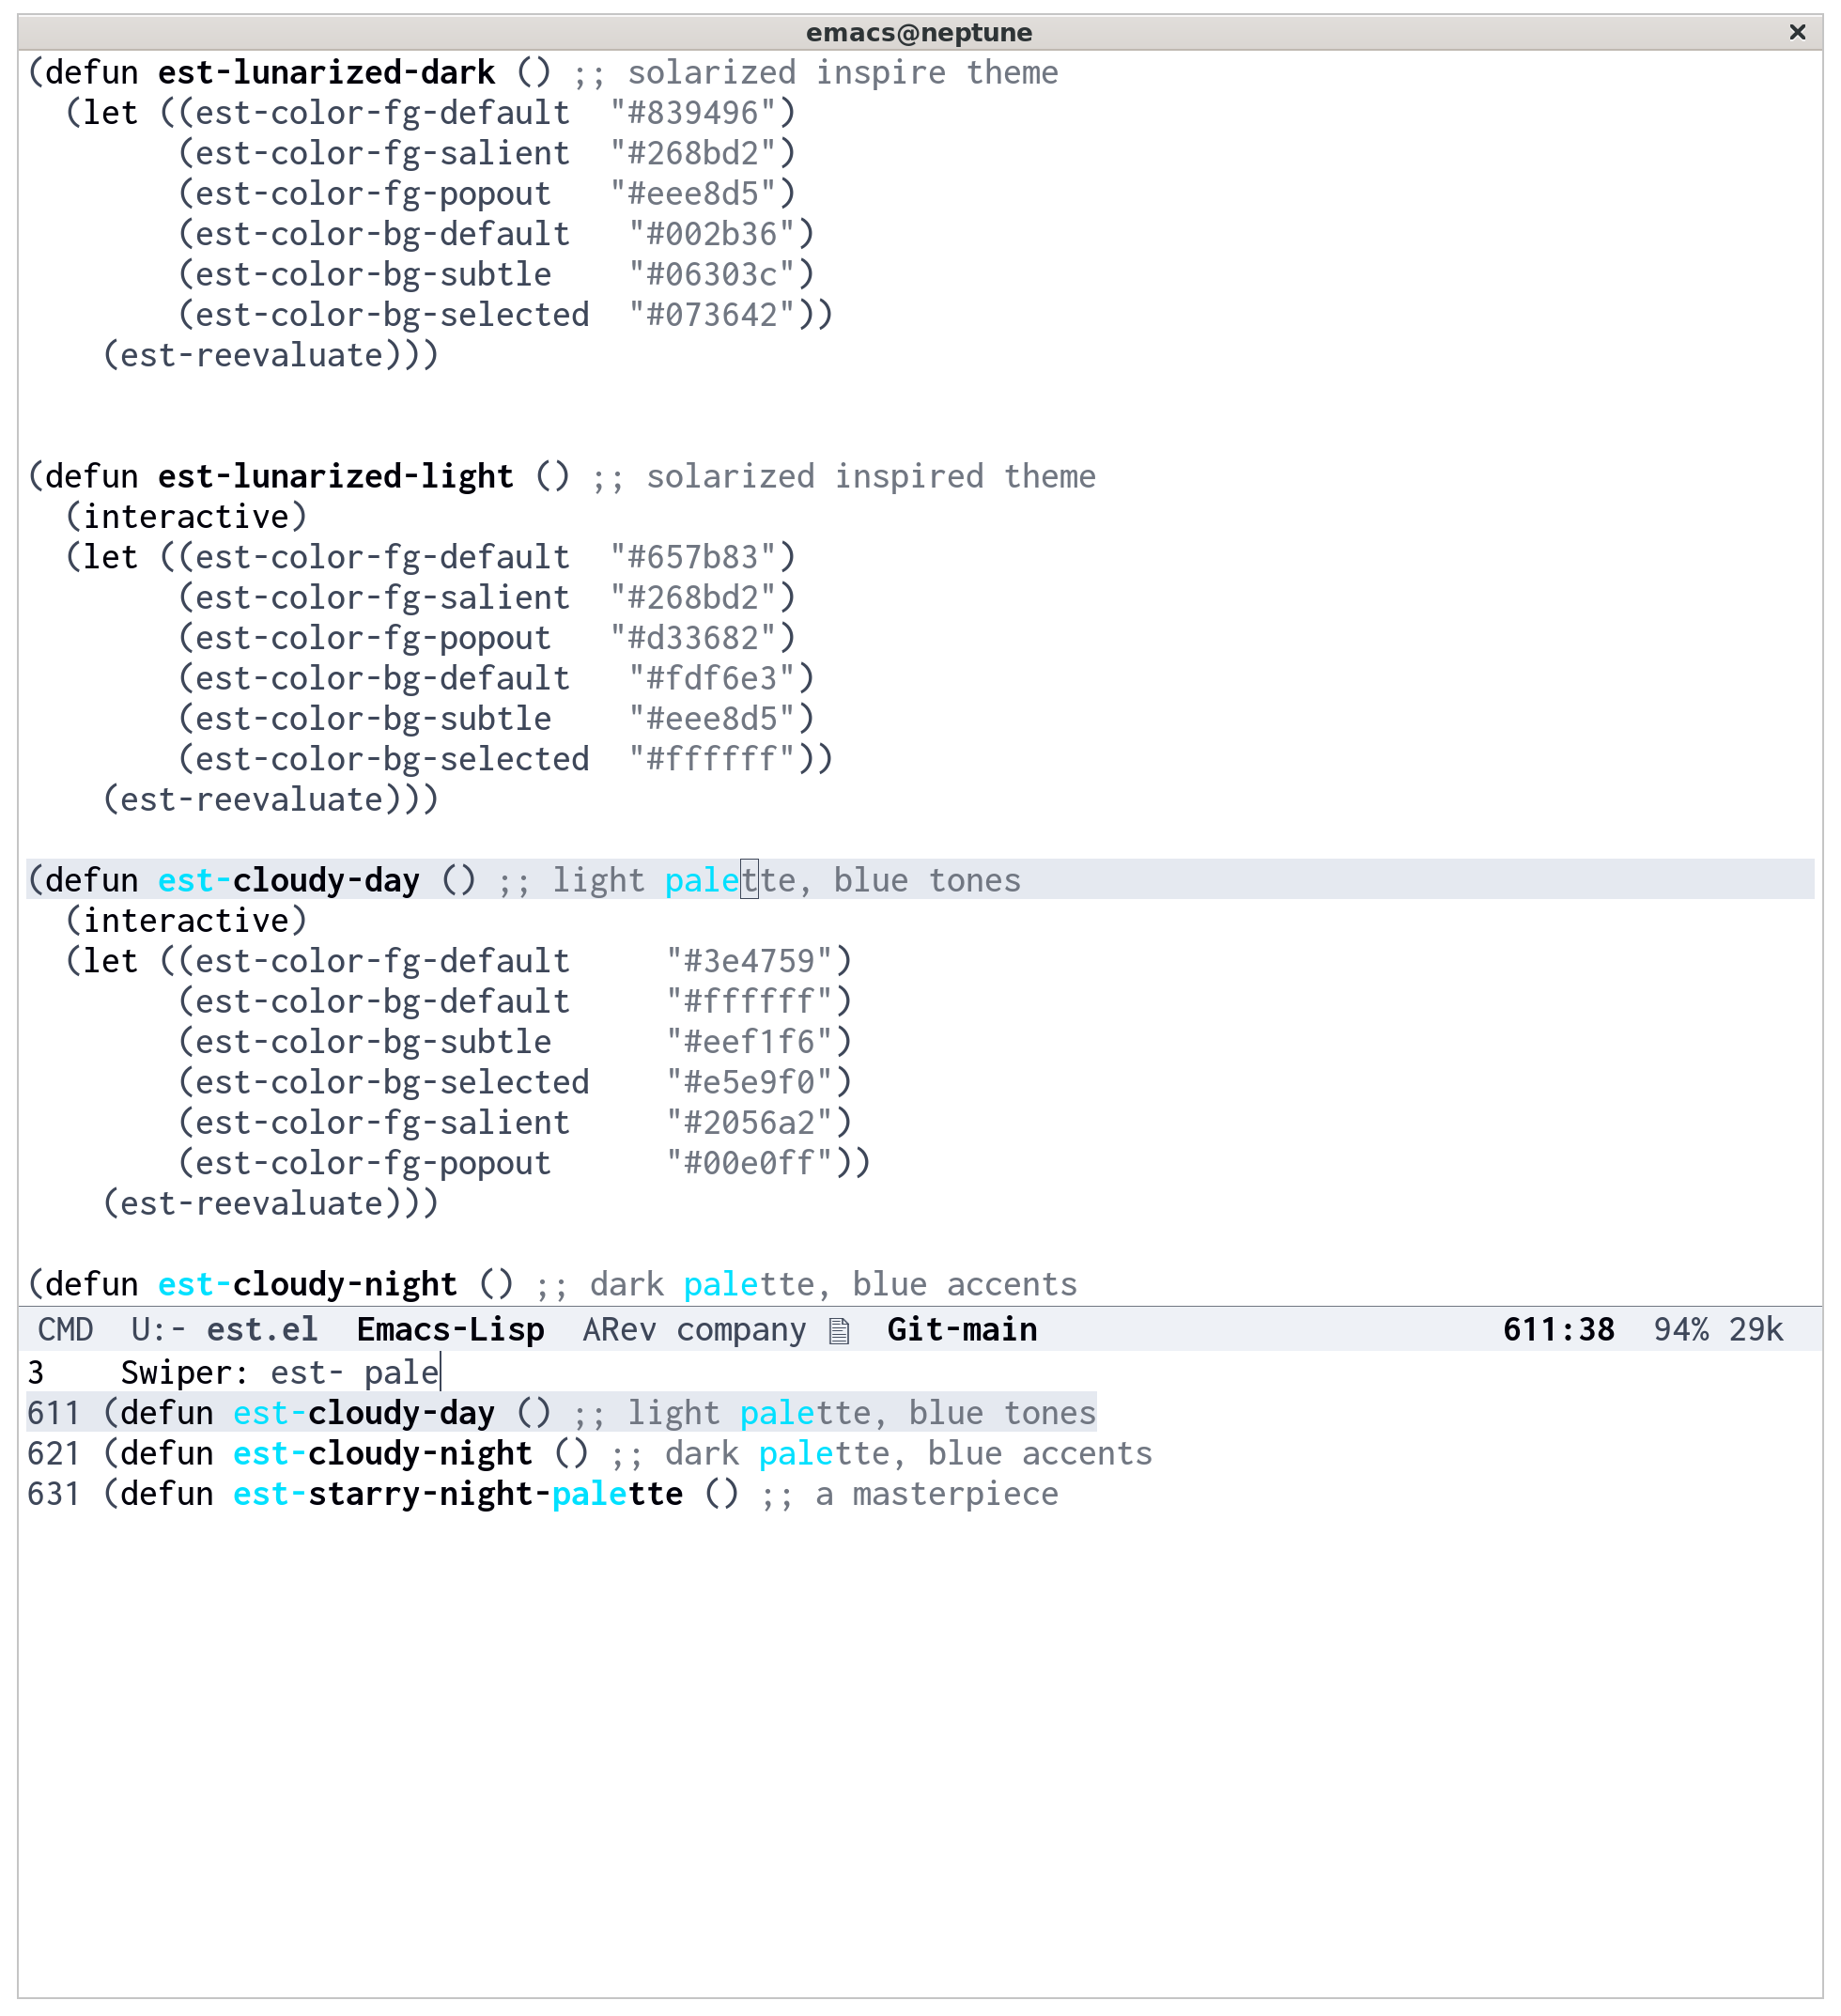 emacs@neptune ×
(defun est-lunarized-dark () ;; solarized inspire theme
  (let ((est-color-fg-default  "#839496")
        (est-color-fg-salient  "#268bd2")
        (est-color-fg-popout   "#eee8d5")
        (est-color-bg-default   "#002b36")
        (est-color-bg-subtle    "#06303c")
        (est-color-bg-selected  "#073642"))
    (est-reevaluate)))
(defun est-lunarized-light () ;; solarized inspired theme
  (interactive)
  (let ((est-color-fg-default  "#657b83")
        (est-color-fg-salient  "#268bd2")
        (est-color-fg-popout   "#d33682")
        (est-color-bg-default   "#fdf6e3")
        (est-color-bg-subtle    "#eee8d5")
        (est-color-bg-selected  "#ffffff"))
    (est-reevaluate)))
(defun est-cloudy-day () ;; light palette, blue tones
  (interactive)
  (let ((est-color-fg-default     "#3e4759")
        (est-color-bg-default     "#ffffff")
        (est-color-bg-subtle      "#eef1f6")
        (est-color-bg-selected    "#e5e9f0")
        (est-color-fg-salient     "#2056a2")
        (est-color-fg-popout      "#00e0ff"))
    (est-reevaluate)))
(defun est-cloudy-night () ;; dark palette, blue accents
CMD  U:- est.el  Emacs-Lisp  ARev company  Git-main  611:38  94% 29k
3    Swiper: est- pale
611 (defun est-cloudy-day () ;; light palette, blue tones
621 (defun est-cloudy-night () ;; dark palette, blue accents
631 (defun est-starry-night-palette () ;; a masterpiece